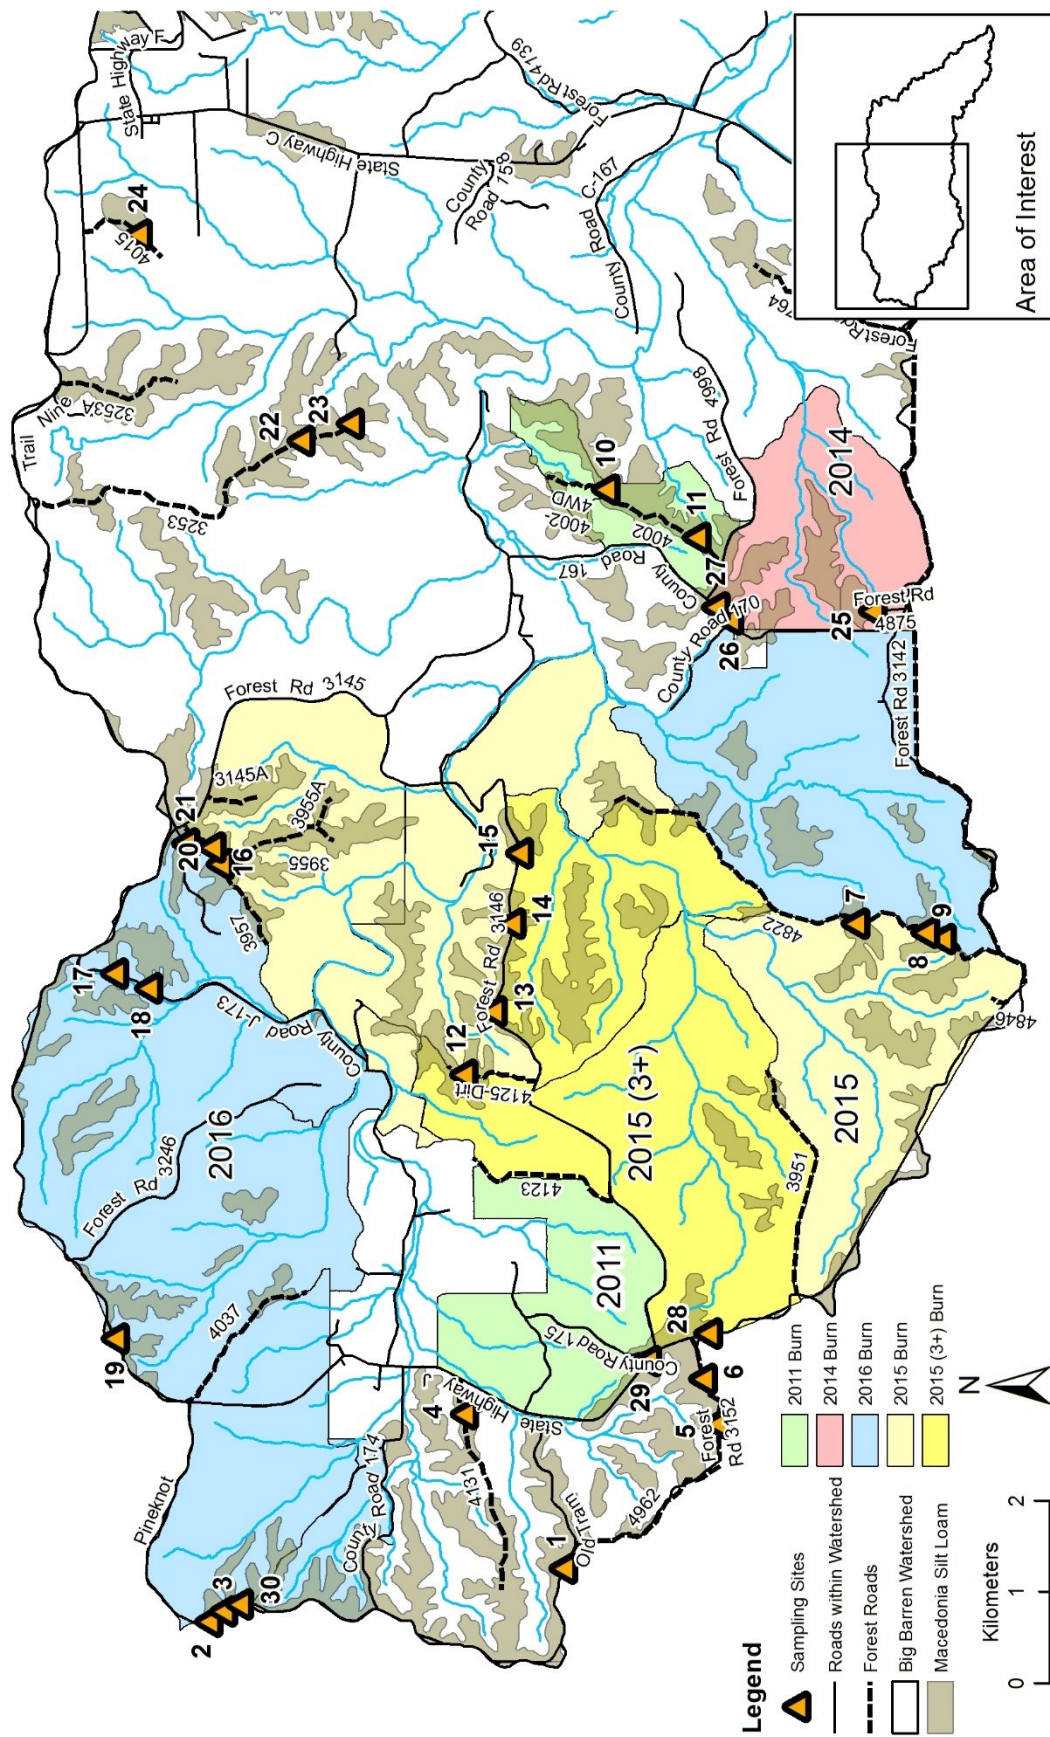 State Highway F
24
4015
State Highway C
Forest Rd 4139
County
Road 158
County Road C-167
Trail Nine
3253A
22
23
3253
10
4WD
4002-
4002
11
Forest Rd 4998
County Road
167
27
County Road 170
26
2014
25
Forest Rd
4875
Forest Rd 3142
Forest Rd
764
Area of Interest
Forest Rd 3145
21
20
3145A
3955A
16
3955
3957
17
18
County Road J-173
15
14
Forest Rd 3146
13
12
4125-Dirt
4822
7
8
9
4846
2016
Forest Rd 3246
4037
19
2015 (3+)
2015
3951
4123
2011
County Road 175
28
29
6
5
Forest
Rd 3152
4962
State Highway J
4
4131
County Road 174
Pineknot
2
3
30
1
Old Tram
Legend
Sampling Sites
Roads within Watershed
Forest Roads
Big Barren Watershed
Macedonia Silt Loam
2011 Burn
2014 Burn
2016 Burn
2015 Burn
2015 (3+) Burn
N
Kilometers
0 1 2